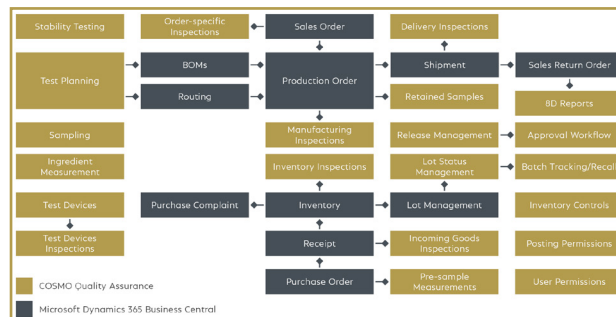 Stability Testing
Order-specific
Inspections
Sales Order
Delivery Inspections
Test Planning
BOMs
Production Order
Shipment
Sales Return Order
Routing
Retained Samples
8D Reports
Sampling
Manufacturing
Inspections
Release Management
Approval Workflow
Ingredient
Measurement
Inventory Inspections
Lot Status
Management
Batch Tracking/Recall
Test Devices
Purchase Complaint
Inventory
Lot Management
Inventory Controls
Test Devices
Inspections
Receipt
Incoming Goods
Inspections
Posting Permissions
Purchase Order
Pre-sample
Measurements
User Permissions
COSMO Quality Assurance
Microsoft Dynamics 365 Business Central